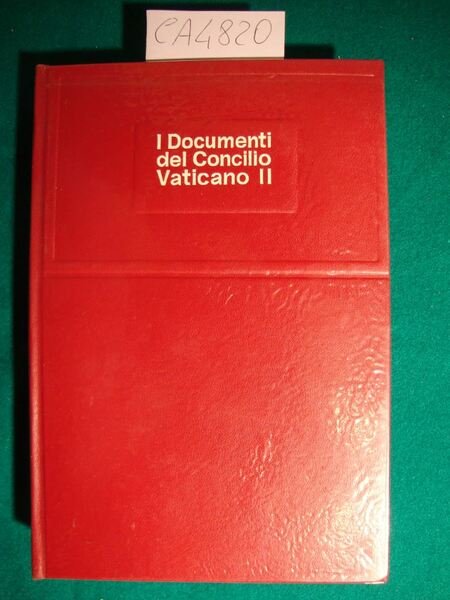 CA4820
I Documenti
del Concilio
Vaticano II